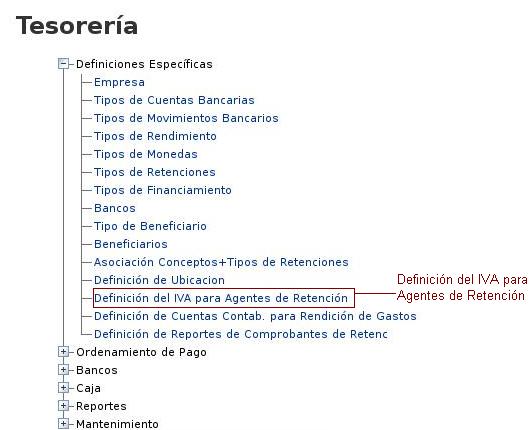 Tesorería
Definiciones Específicas
Empresa
Tipos de Cuentas Bancarias
Tipos de Movimientos Bancarios
Tipos de Rendimiento
Tipos de Monedas
Tipos de Retenciones
Tipos de Financiamiento
Bancos
Tipo de Beneficiario
Beneficiarios
Asociación Conceptos+Tipos de Retenciones
Definición de Ubicacion
Definición del IVA para Agentes de Retención
Definición del IVA para
Agentes de Retención
Definición de Cuentas Contab. para Rendición de Gastos
Definición de Reportes de Comprobantes de Retenc
Ordenamiento de Pago
Bancos
Caja
Reportes
Mantenimiento